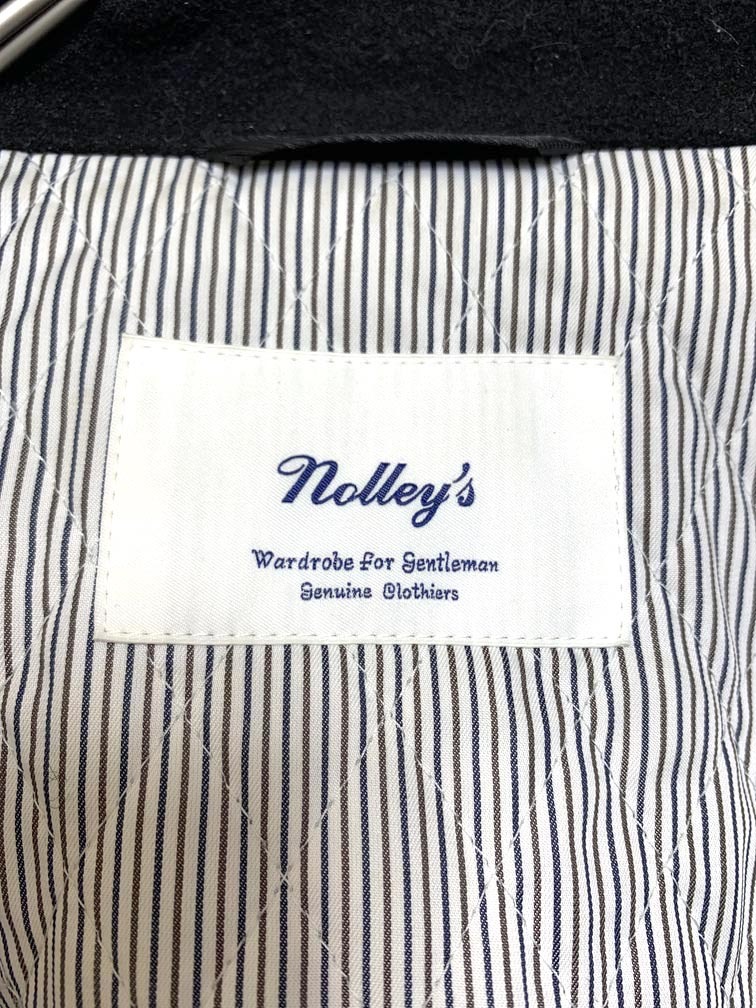 Nolley's
Wardrobe for Gentleman
Genuine Clothiers